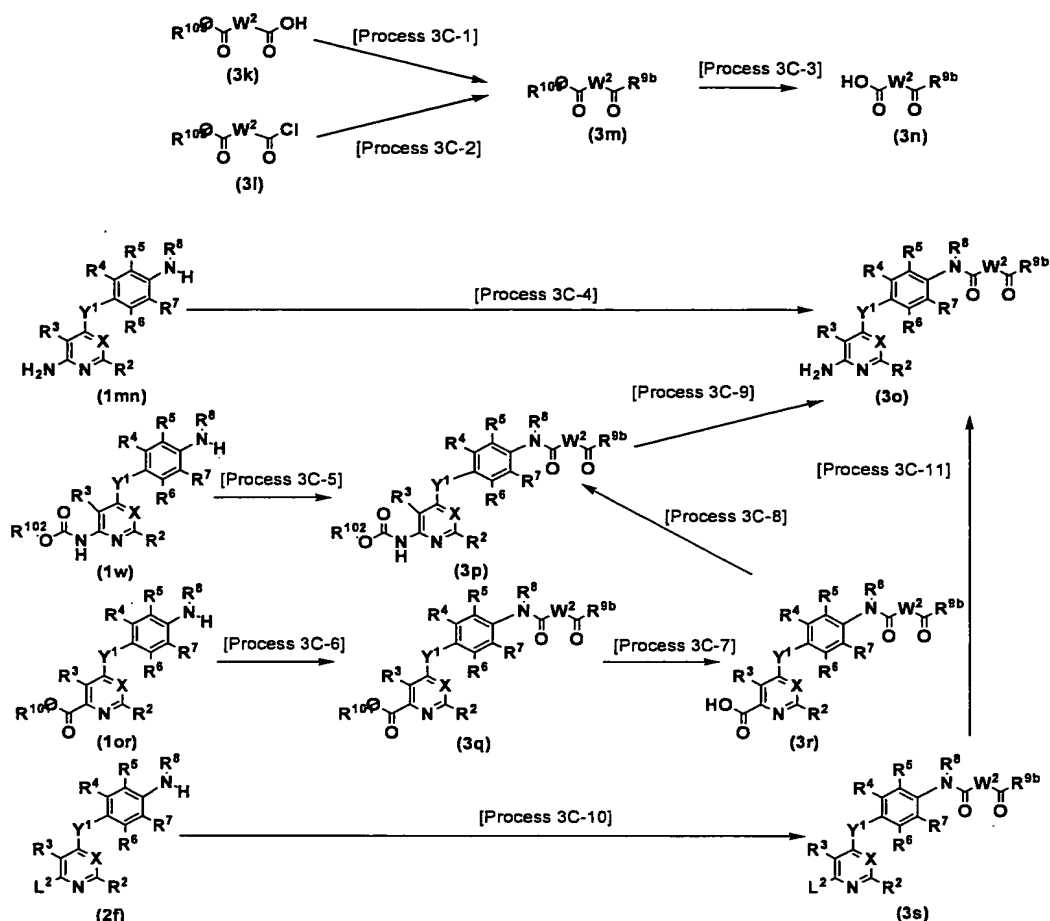 R¹⁰⁹O W² OH
O O
(3k)
[Process 3C-1]
R¹⁰⁹O W² Cl
O O
(3l)
[Process 3C-2]
R¹⁰⁹O W² R⁹ᵇ
O O
(3m)
[Process 3C-3]
HO W² R⁹ᵇ
O O
(3n)
R⁸
R⁵ N H
R⁴
R⁷
Y¹ R⁶
R³ X
H₂N N R²
(1mn)
[Process 3C-4]
R⁸
R⁵ N W² R⁹ᵇ
R⁴ O O
R⁷
Y¹ R⁶
R³ X
H₂N N R²
(3o)
R⁸
R⁵ N H
R⁴
R⁷
Y¹ R⁶
R³ X
O
R¹⁰² O N N R²
H
(1w)
[Process 3C-5]
R⁸
R⁵ N W² R⁹ᵇ
R⁴ O O
R⁷
Y¹ R⁶
R³ X
O
R¹⁰² O N N R²
H
(3p)
[Process 3C-9]
[Process 3C-11]
[Process 3C-8]
R⁸
R⁵ N H
R⁴
R⁷
Y¹ R⁶
R³ X
R¹⁰¹O N R²
O
(1or)
[Process 3C-6]
R⁸
R⁵ N W² R⁹ᵇ
R⁴ O O
R⁷
Y¹ R⁶
R³ X
R¹⁰¹O N R²
O
(3q)
[Process 3C-7]
R⁸
R⁵ N W² R⁹ᵇ
R⁴ O O
R⁷
Y¹ R⁶
R³ X
HO N R²
O
(3r)
R⁸
R⁵ N H
R⁴
R⁷
Y¹ R⁶
R³ X
L² N R²
(2f)
[Process 3C-10]
R⁸
R⁵ N W² R⁹ᵇ
R⁴ O O
R⁷
Y¹ R⁶
R³ X
L² N R²
(3s)